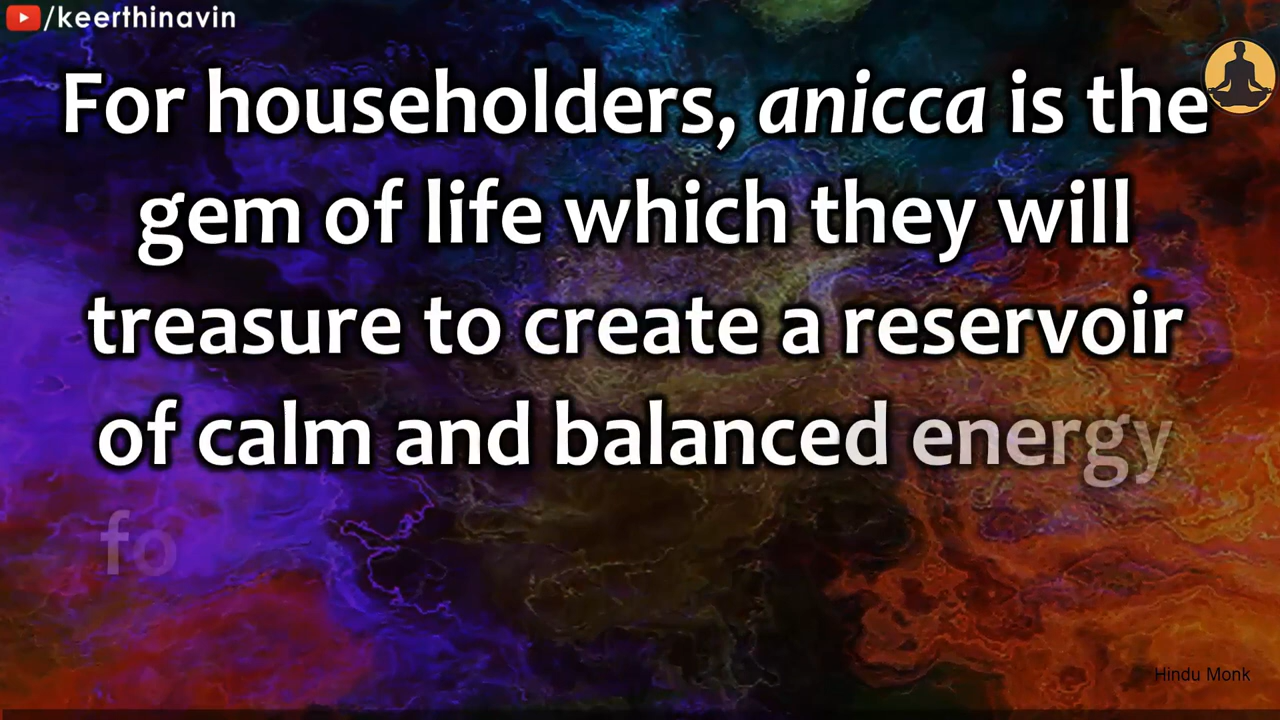 /keerthinavin
For householders, anicca is the
gem of life which they will
treasure to create a reservoir
of calm and balanced energy
fo
Hindu Monk